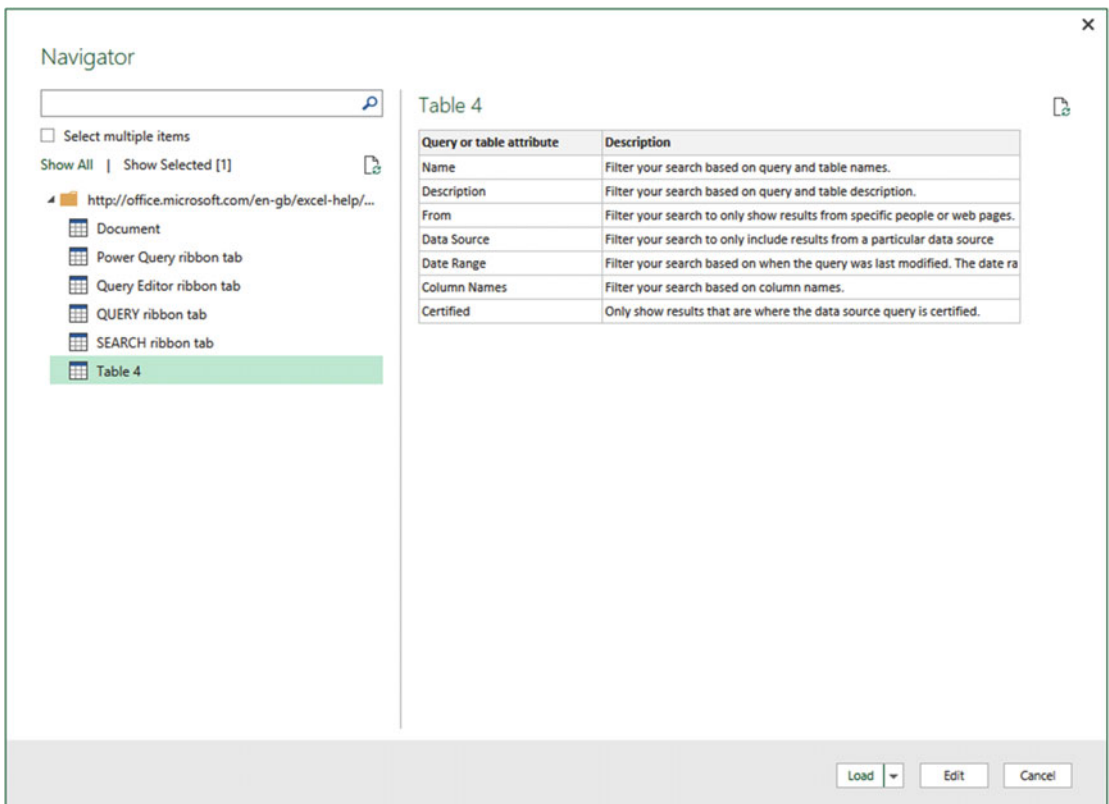 Navigator
Select multiple items
Show All | Show Selected [1]
http://office.microsoft.com/en-gb/excel-help/...
Document
Power Query ribbon tab
Query Editor ribbon tab
QUERY ribbon tab
SEARCH ribbon tab
Table 4
Table 4
Query or table attribute Description
Name Filter your search based on query and table names.
Description Filter your search based on query and table description.
From Filter your search to only show results from specific people or web pages.
Data Source Filter your search to only include results from a particular data source
Date Range Filter your search based on when the query was last modified. The date ra
Column Names Filter your search based on column names.
Certified Only show results that are where the data source query is certified.
Load Edit Cancel